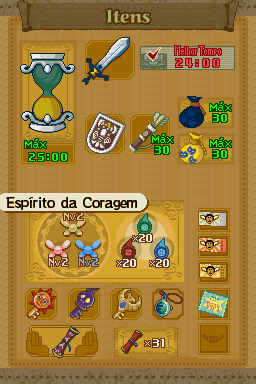 Itens
Melhor Tempo
24:00
Máx
30
Máx
25:00
Máx
30
Máx
30
Espírito da Coragem
Nv2
Nv2
Nv2
×20
×20
×20
×31